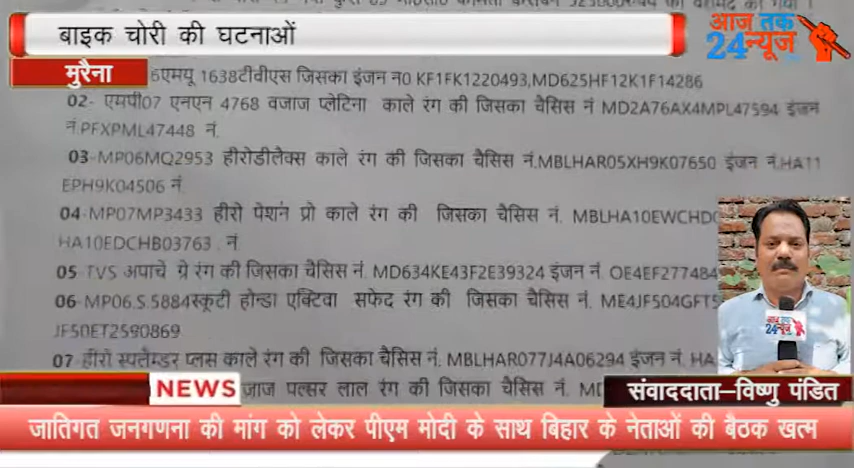 बाइक चोरी की घटनाओं
आज तक
24न्यूज
मुरैना
6एमयू 1638टीवीएस जिसका इंजन न0 KF1FK1220493,MD625HF12K1F14286
02- एमपी07 एनएन 4768 वजाज प्लेटिना काले रंग की जिसका चैसिस नं MD2A76AX4MPL47594 इंजन
नं.PFXPML47448 नं.
03-MP06MQ2953 हीरोडीलैक्स काले रंग की जिसका चैसिस नं.MBLHAR05XH9K07650 इंजन नं.HA11
EPH9K04506 नं.
04-MP07MP3433 हीरो पेशन प्रो काले रंग की जिसका चैसिस नं. MBLHA10EWCHD
HA10EDCHB03763 . नं
05- TVS अपाचे ग्रे रंग की जिसका चैसिस नं. MD634KE43F2E39324 इंजन नं. OE4EF277484
06-MP06.S.5884स्कूटी होन्डा एक्टिवा सफेद रंग की जिसका चैसिस नं. ME4JF504GFT5
JF50ET2590869
07-हीरो स्पलेम्डर प्लस काले रंग की जिसका चैसिस नं. MBLHAR077J4A06294 इंजन नं. HA
NEWS
जाज पल्सर लाल रंग की जिसका चैसिस नं.
संवाददाता–विष्णु पंडित
जातिगत जनगणना की मांग को लेकर पीएम मोदी के साथ बिहार के नेताओं की बैठक खत्म